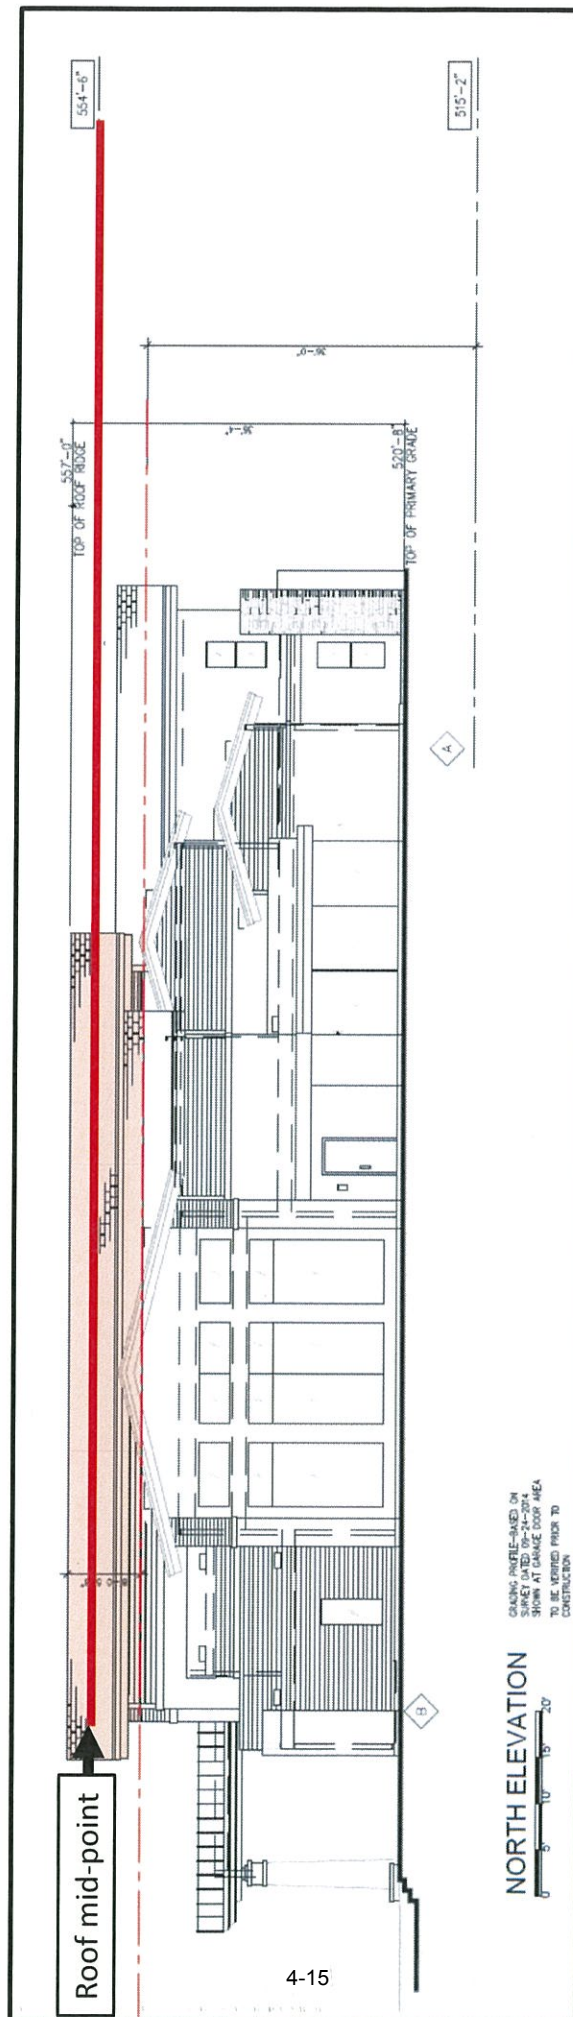 Roof mid-point
554'-6"
515'-2"
557'-0"
TOP OF ROOF RIDGE
36'-0"
520'-8"
TOP OF PRIMARY GRADE
A
B
NORTH ELEVATION
0 5' 10' 15' 20'
GRADING PROFILE-BASED ON
SURVEY DATED 09-24-2014
SHOWN AT GARAGE DOOR AREA
TO BE VERIFIED PRIOR TO
CONSTRUCTION
4-15